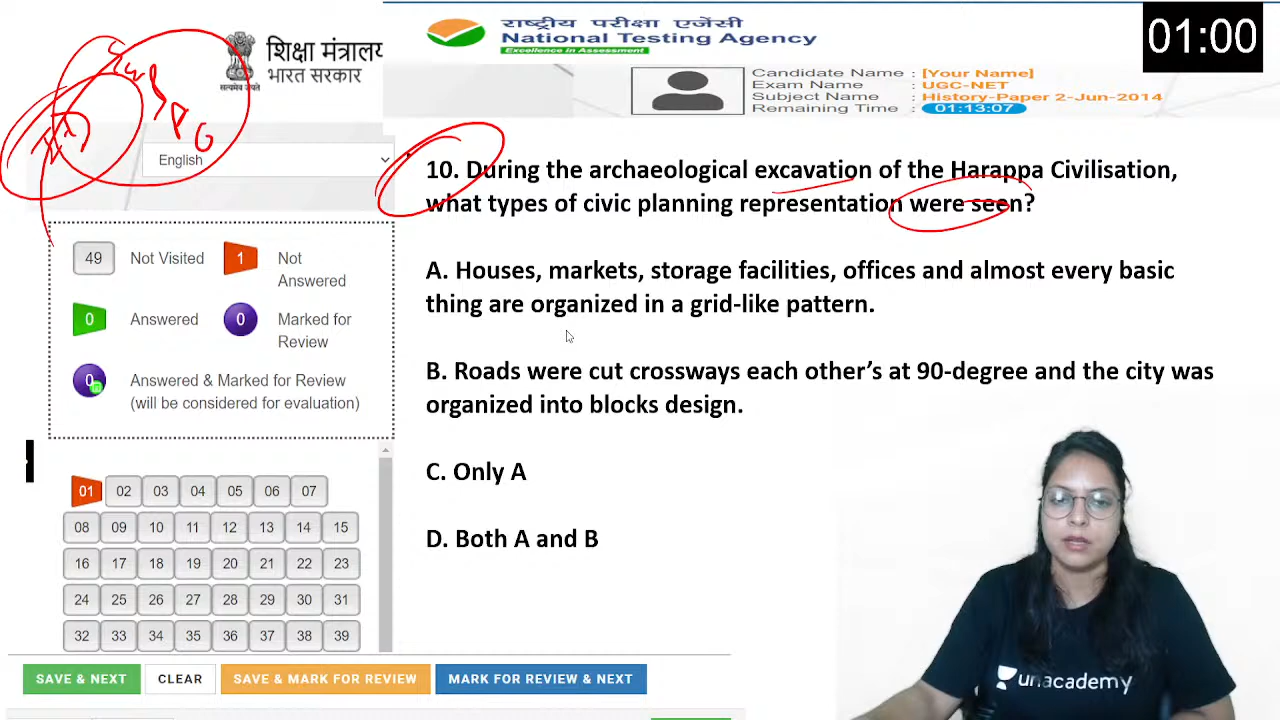 शिक्षा मंत्रालय
भारत सरकार
सत्यमेव जयते
राष्ट्रीय परीक्षा एजेंसी
National Testing Agency
Excellence in Assessment
01:00
Candidate Name : [Your Name]
Exam Name : UGC-NET
Subject Name : History-Paper 2-Jun-2014
Remaining Time : 01:13:07
English
10. During the archaeological excavation of the Harappa Civilisation,
what types of civic planning representation were seen?
A. Houses, markets, storage facilities, offices and almost every basic
thing are organized in a grid-like pattern.
B. Roads were cut crossways each other's at 90-degree and the city was
organized into blocks design.
C. Only A
D. Both A and B
49 Not Visited 1 Not
Answered
0 Answered 0 Marked for
Review
0 Answered & Marked for Review
(will be considered for evaluation)
01 02 03 04 05 06 07
08 09 10 11 12 13 14 15
16 17 18 19 20 21 22 23
24 25 26 27 28 29 30 31
32 33 34 35 36 37 38 39
SAVE & NEXT CLEAR SAVE & MARK FOR REVIEW MARK FOR REVIEW & NEXT
unacademy